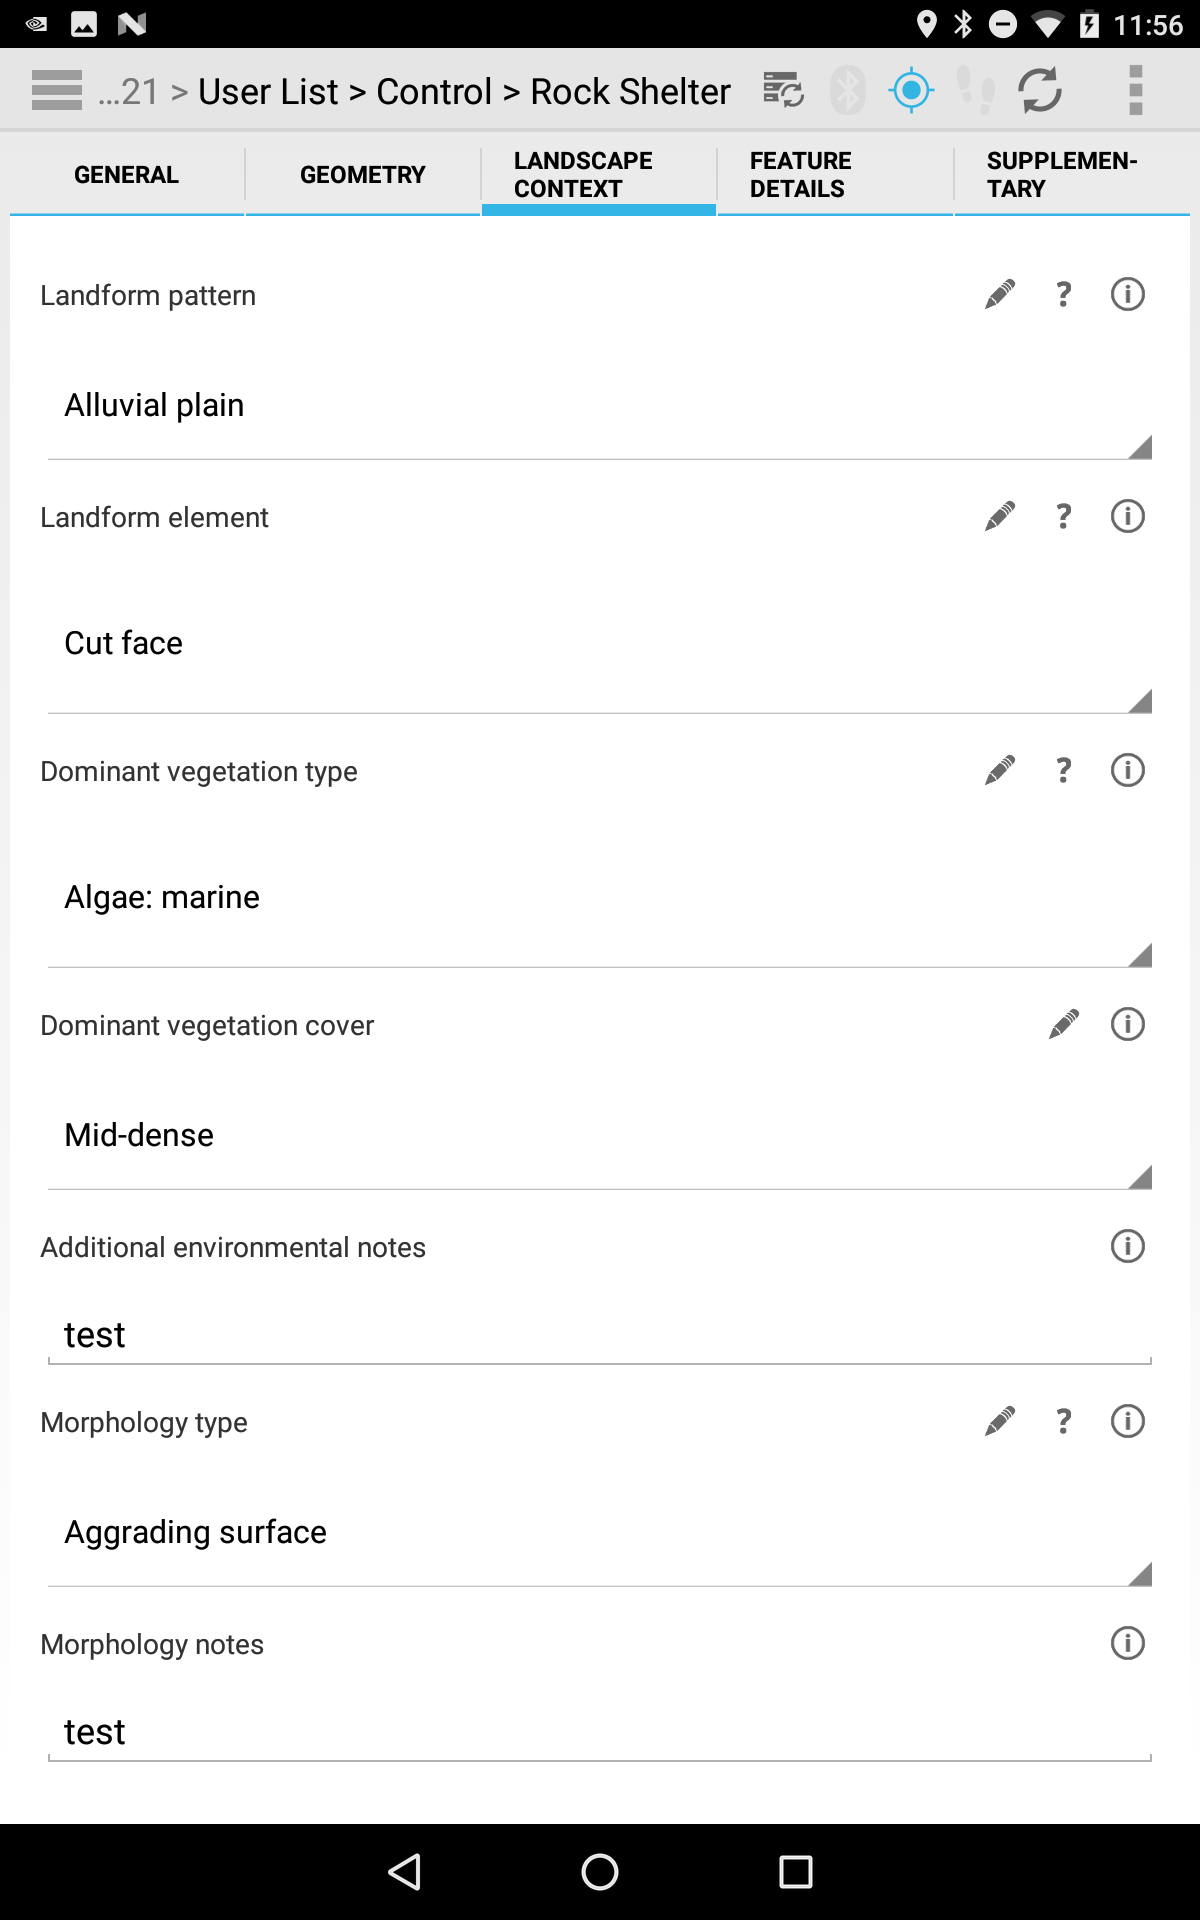 11:56
...21 > User List > Control > Rock Shelter
GENERAL
GEOMETRY
LANDSCAPE
CONTEXT
FEATURE
DETAILS
SUPPLEMEN-
TARY
Landform pattern ?
Alluvial plain
Landform element ?
Cut face
Dominant vegetation type ?
Algae: marine
Dominant vegetation cover
Mid-dense
Additional environmental notes
test
Morphology type ?
Aggrading surface
Morphology notes
test